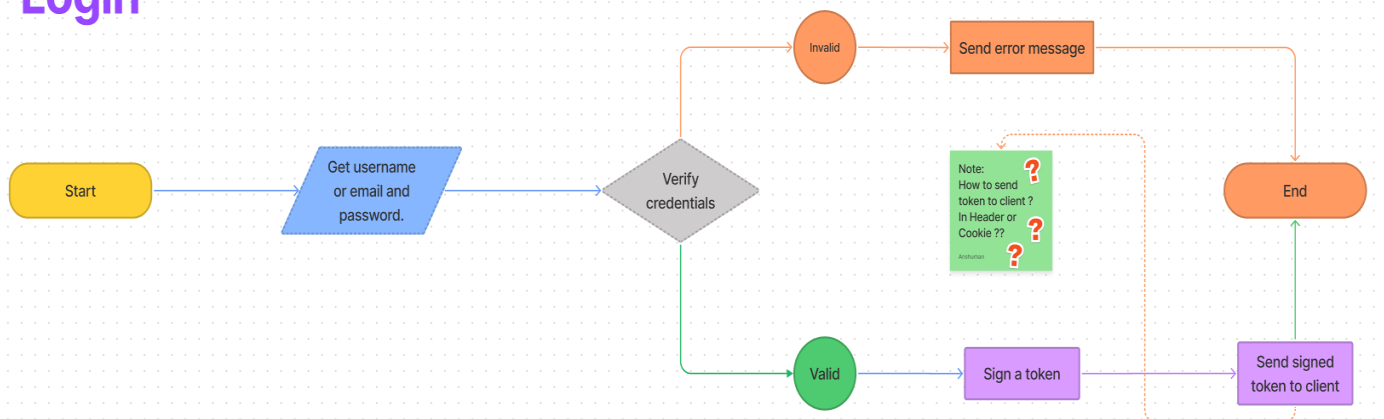 Login
Invalid
Send error message
Start
Get username
or email and
password.
Verify
credentials
Note:
How to send
token to client ?
In Header or
Cookie ??
Anshuman
?
?
?
End
Valid
Sign a token
Send signed
token to client